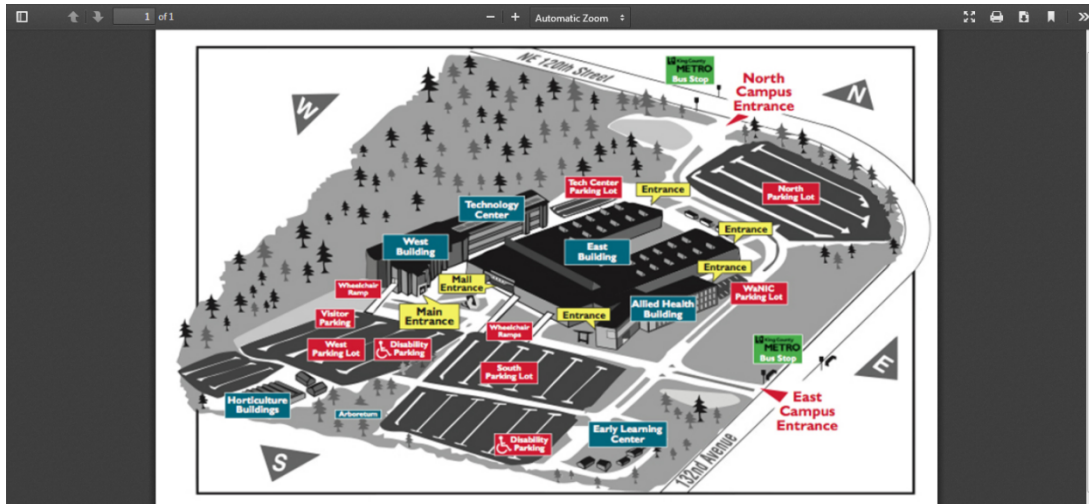 1
of 1
Automatic Zoom
NE 120th Street
King County
METRO
Bus Stop
North
Campus
Entrance
W
N
Tech Center
Parking Lot
Entrance
North
Parking Lot
Technology
Center
West
Building
East
Building
Entrance
Entrance
Mall
Entrance
Wheelchair
Ramp
WaNIC
Parking Lot
Allied Health
Building
Main
Entrance
Entrance
Visitor
Parking
Wheelchair
Ramps
West
Parking Lot
Disability
Parking
King County
METRO
Bus Stop
E
South
Parking Lot
Horticulture
Buildings
Arboretum
East
Campus
Entrance
Early Learning
Center
Disability
Parking
S
132nd Avenue